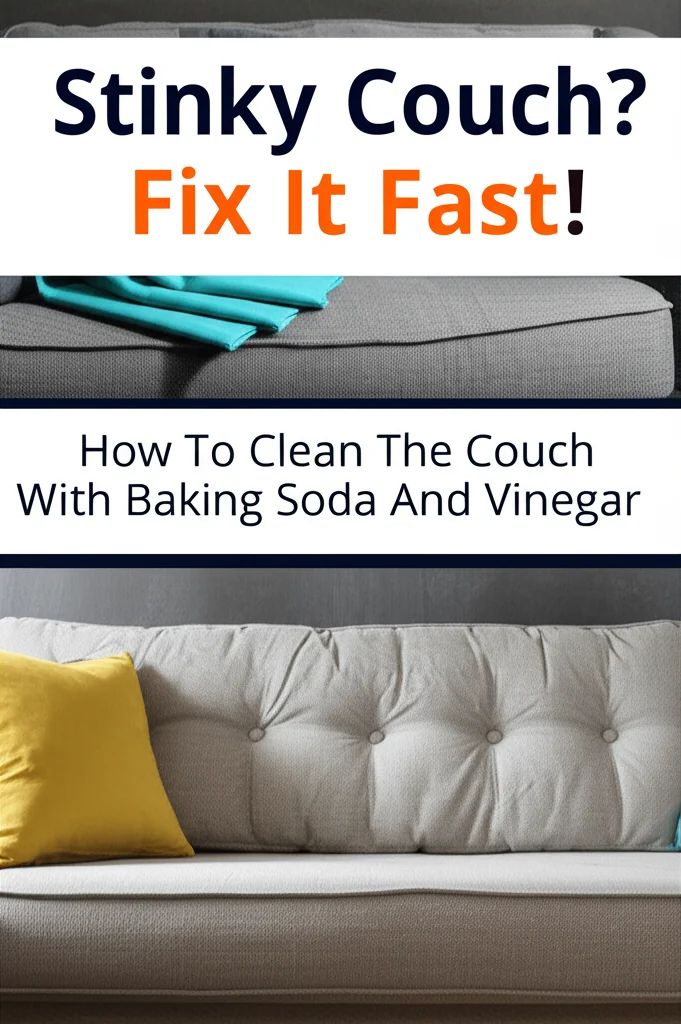 Stinky Couch?
Fix It Fast!
How To Clean The Couch
With Baking Soda And Vinegar